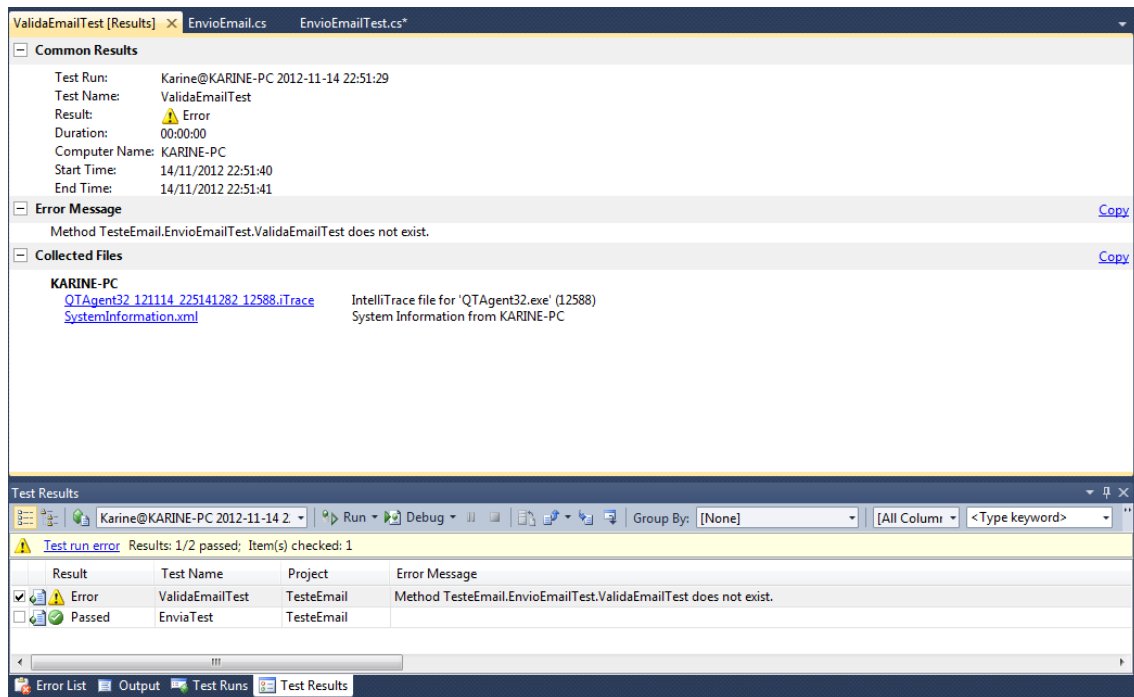 ValidaEmailTest [Results] EnvioEmail.cs EnvioEmailTest.cs*
Common Results
Test Run: Karine@KARINE-PC 2012-11-14 22:51:29
Test Name: ValidaEmailTest
Result: Error
Duration: 00:00:00
Computer Name: KARINE-PC
Start Time: 14/11/2012 22:51:40
End Time: 14/11/2012 22:51:41
Error Message Copy
Method TesteEmail.EnvioEmailTest.ValidaEmailTest does not exist.
Collected Files Copy
KARINE-PC
QTAgent32_121114_225141282_12588.iTrace IntelliTrace file for 'QTAgent32.exe' (12588)
SystemInformation.xml System Information from KARINE-PC
Test Results
Karine@KARINE-PC 2012-11-14 2 Run Debug Group By: [None] [All Column <Type keyword>
Test run error Results: 1/2 passed; Item(s) checked: 1
Result Test Name Project Error Message
Error ValidaEmailTest TesteEmail Method TesteEmail.EnvioEmailTest.ValidaEmailTest does not exist.
Passed EnviaTest TesteEmail
Error List Output Test Runs Test Results